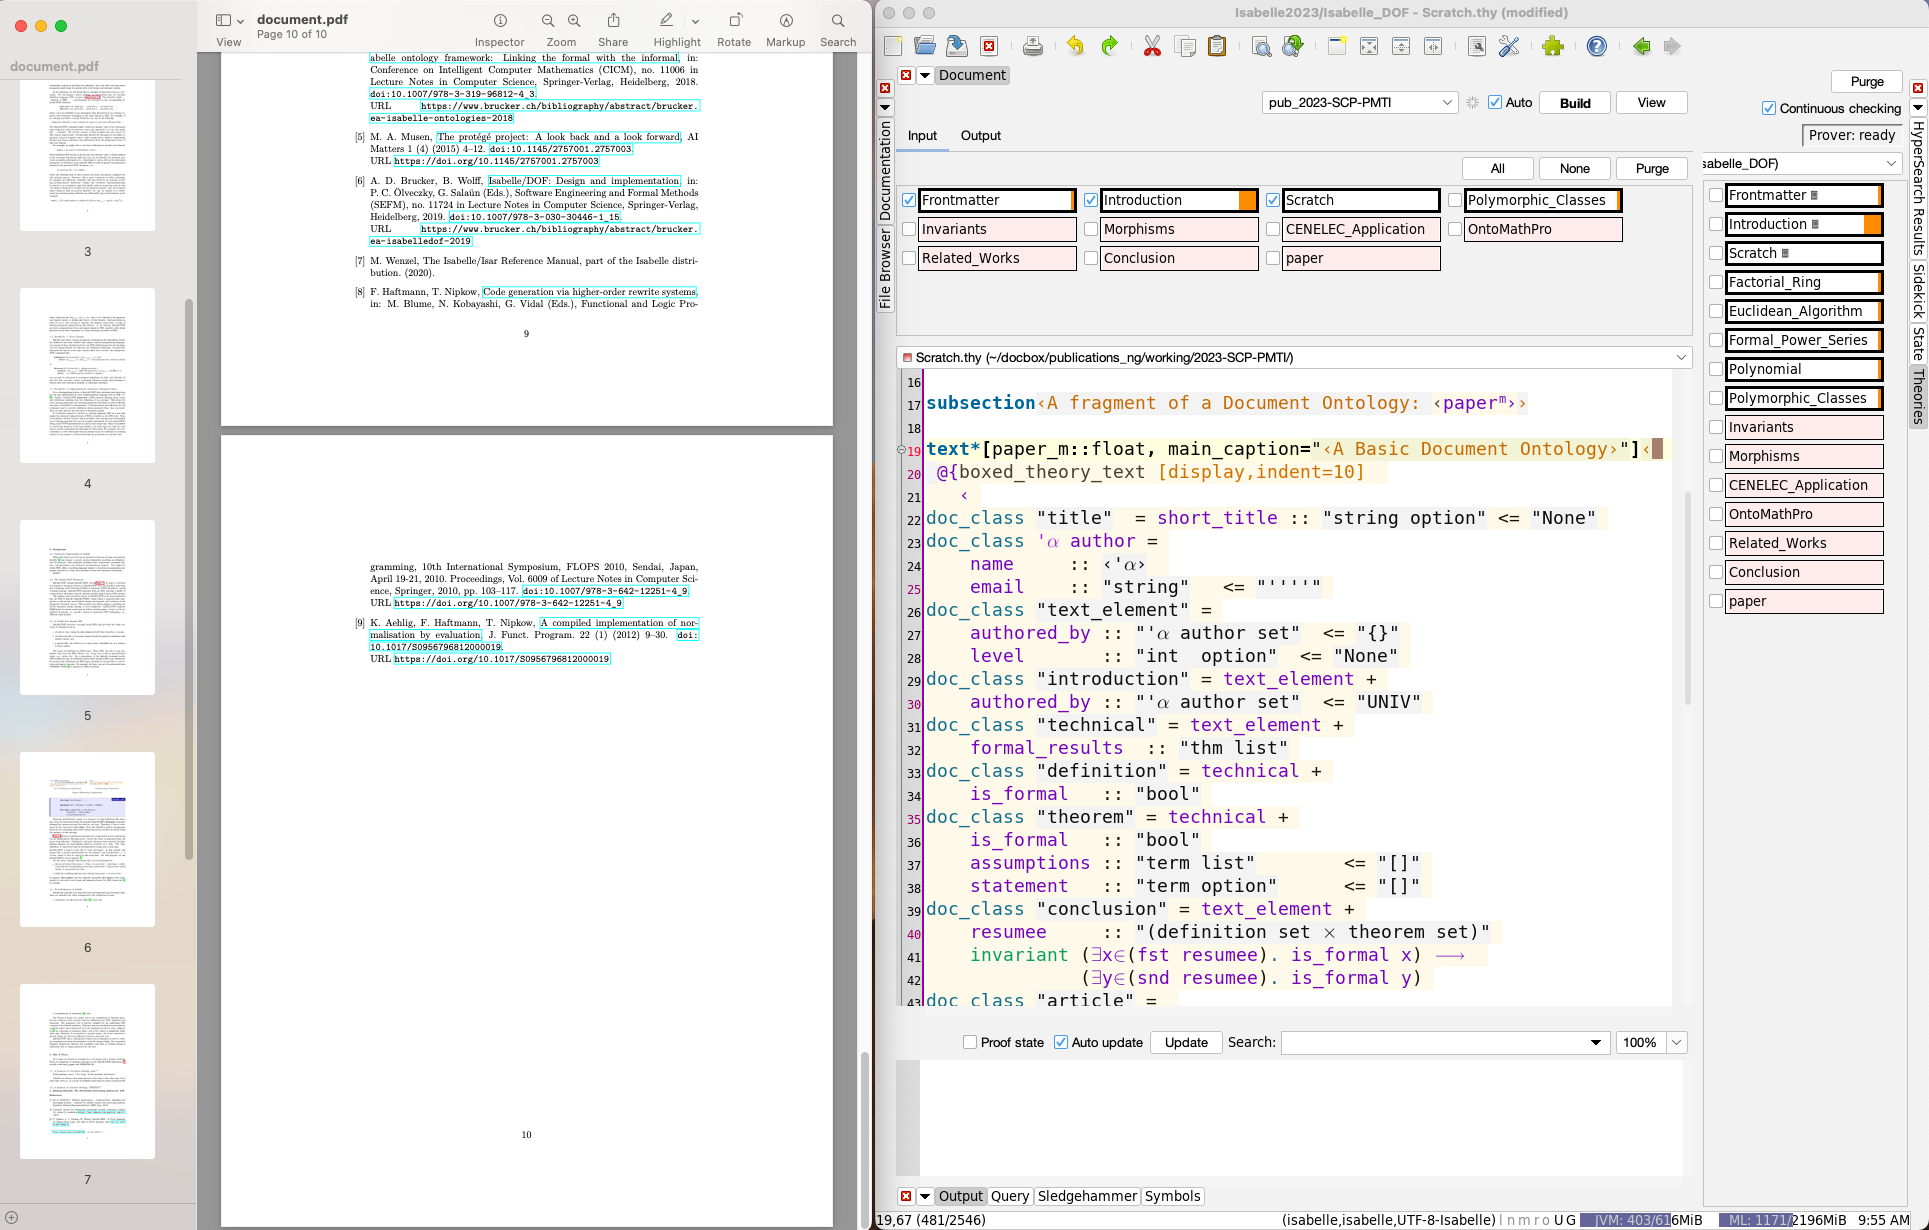 document.pdf
Page 10 of 10
View
Inspector
Zoom
Share
Highlight
Rotate
Markup
Search
document.pdf
3
4
5
6
7
abelle ontology framework: Linking the formal with the informal, in:
Conference on Intelligent Computer Mathematics (CICM), no. 11006 in
Lecture Notes in Computer Science, Springer-Verlag, Heidelberg, 2018.
doi:10.1007/978-3-319-96812-4_3.
URL https://www.brucker.ch/bibliography/abstract/brucker.
ea-isabelle-ontologies-2018
[5] M. A. Musen, The protégé project: A look back and a look forward, AI
Matters 1 (4) (2015) 4–12. doi:10.1145/2757001.2757003.
URL https://doi.org/10.1145/2757001.2757003
[6] A. D. Brucker, B. Wolff, Isabelle/DOF: Design and implementation, in:
P. C. Ölveczky, G. Salaün (Eds.), Software Engineering and Formal Methods
(SEFM), no. 11724 in Lecture Notes in Computer Science, Springer-Verlag,
Heidelberg, 2019. doi:10.1007/978-3-030-30446-1_15.
URL https://www.brucker.ch/bibliography/abstract/brucker.
ea-isabelledof-2019
[7] M. Wenzel, The Isabelle/Isar Reference Manual, part of the Isabelle distri-
bution. (2020).
[8] F. Haftmann, T. Nipkow, Code generation via higher-order rewrite systems,
in: M. Blume, N. Kobayashi, G. Vidal (Eds.), Functional and Logic Pro-
9
gramming, 10th International Symposium, FLOPS 2010, Sendai, Japan,
April 19-21, 2010. Proceedings, Vol. 6009 of Lecture Notes in Computer Sci-
ence, Springer, 2010, pp. 103–117. doi:10.1007/978-3-642-12251-4_9.
URL https://doi.org/10.1007/978-3-642-12251-4_9
[9] K. Aehlig, F. Haftmann, T. Nipkow, A compiled implementation of nor-
malisation by evaluation, J. Funct. Program. 22 (1) (2012) 9–30. doi:
10.1017/S0956796812000019.
URL https://doi.org/10.1017/S0956796812000019
10
Isabelle2023/Isabelle_DOF - Scratch.thy (modified)
Document
pub_2023-SCP-PMTI
Auto
Build
View
Input
Output
All
None
Purge
Frontmatter
Introduction
Scratch
Polymorphic_Classes
Invariants
Morphisms
CENELEC_Application
OntoMathPro
Related_Works
Conclusion
paper
File Browser
Documentation
Scratch.thy (~/docbox/publications_ng/working/2023-SCP-PMTI/)
16
17 subsection‹A fragment of a Document Ontology: ‹paperᵐ››
18
19 text*[paper_m::float, main_caption="‹A Basic Document Ontology›"]‹
20 @{boxed_theory_text [display,indent=10]
21 ‹
22 doc_class "title" = short_title :: "string option" <= "None"
23 doc_class 'α author =
24 name :: ‹'α›
25 email :: "string" <= "''''"
26 doc_class "text_element" =
27 authored_by :: "'α author set" <= "{}"
28 level :: "int option" <= "None"
29 doc_class "introduction" = text_element +
30 authored_by :: "'α author set" <= "UNIV"
31 doc_class "technical" = text_element +
32 formal_results :: "thm list"
33 doc_class "definition" = technical +
34 is_formal :: "bool"
35 doc_class "theorem" = technical +
36 is_formal :: "bool"
37 assumptions :: "term list" <= "[]"
38 statement :: "term option" <= "[]"
39 doc_class "conclusion" = text_element +
40 resumee :: "(definition set × theorem set)"
41 invariant (∃x∈(fst resumee). is_formal x) ⟶
42 (∃y∈(snd resumee). is_formal y)
43 doc_class "article" =
Proof state
Auto update
Update
Search:
100%
Output
Query
Sledgehammer
Symbols
19,67 (481/2546)
(isabelle,isabelle,UTF-8-Isabelle)
l n m r o U G
JVM: 403/616MiB
ML: 1171/2196MiB
9:55 AM
Purge
Continuous checking
Prover: ready
sabelle_DOF)
Frontmatter
Introduction
Scratch
Factorial_Ring
Euclidean_Algorithm
Formal_Power_Series
Polynomial
Polymorphic_Classes
Invariants
Morphisms
CENELEC_Application
OntoMathPro
Related_Works
Conclusion
paper
HyperSearch Results
Sidekick
State
Theories